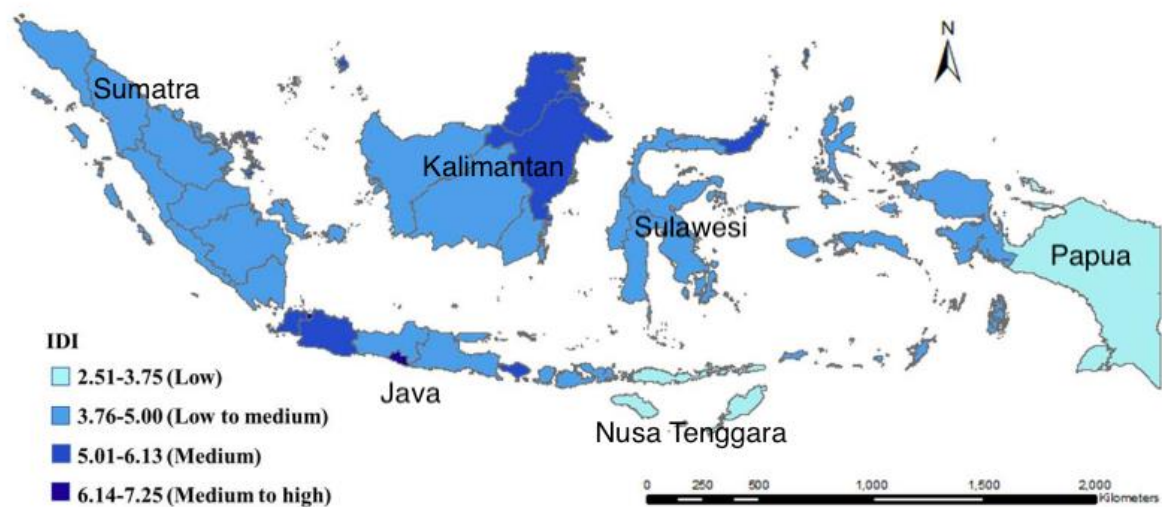 N
Sumatra
Kalimantan
Sulawesi
Papua
IDI
2.51-3.75 (Low)
3.76-5.00 (Low to medium)
5.01-6.13 (Medium)
6.14-7.25 (Medium to high)
Java
Nusa Tenggara
0 250 500 1,000 1,500 2,000
Kilometers